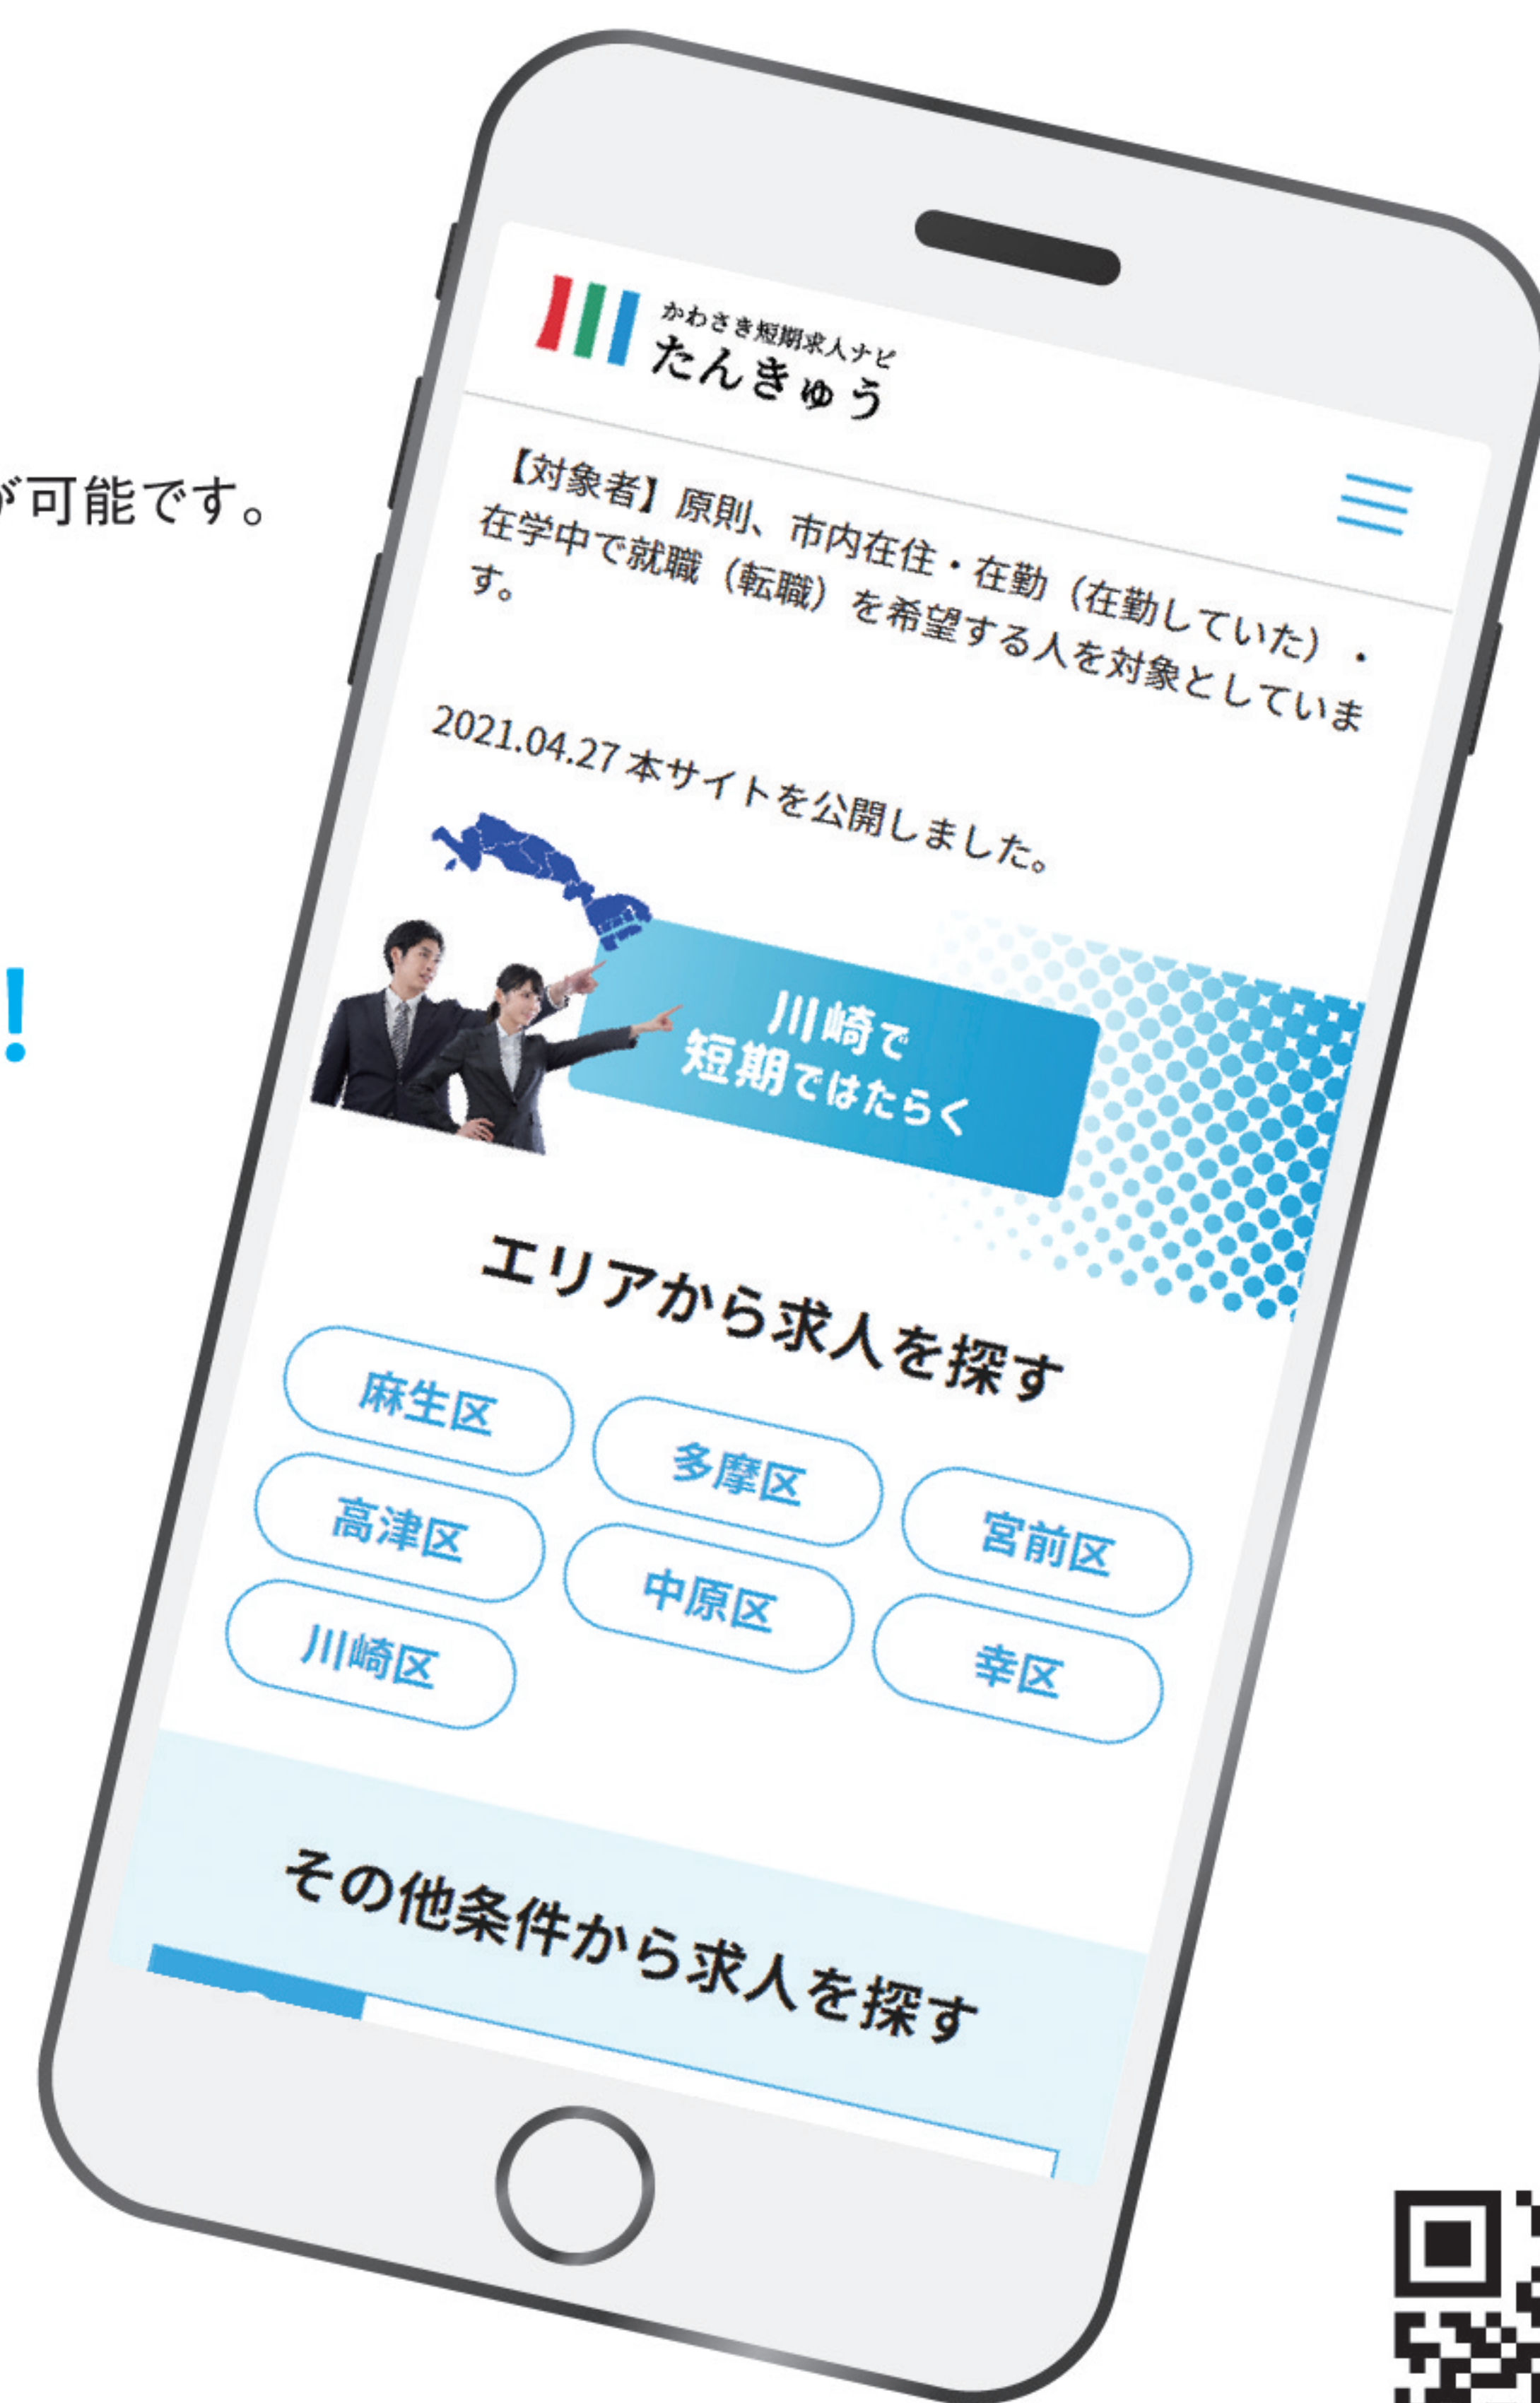 かわさき短期求人ナビ
たんきゅう
【対象者】原則、市内在住・在勤（在勤していた）・
在学中で就職（転職）を希望する人を対象としていま
す。
が可能です。
2021.04.27 本サイトを公開しました。
！
川崎で
短期ではたらく
エリアから求人を探す
麻生区
多摩区
宮前区
高津区
中原区
幸区
川崎区
その他条件から求人を探す